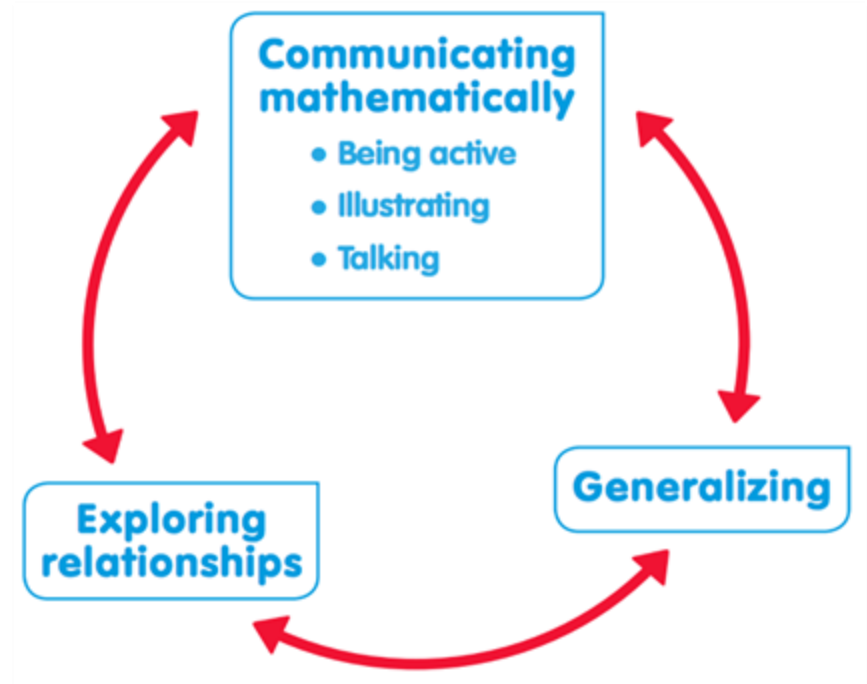 Communicating
mathematically
• Being active
• Illustrating
• Talking
Exploring
relationships
Generalizing